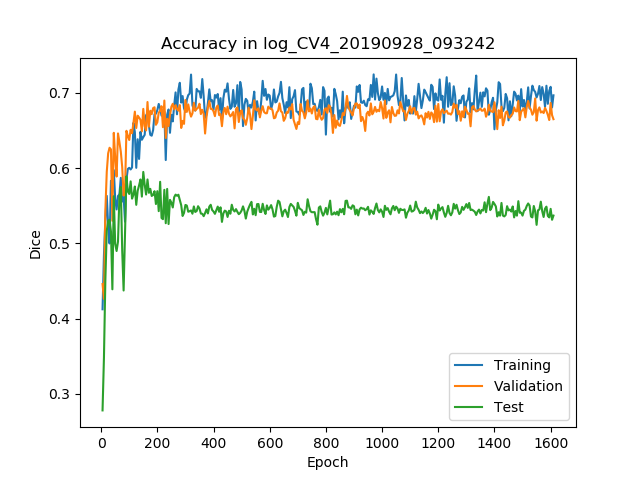 Accuracy in log_CV4_20190928_093242
Dice
0.7
0.6
0.5
0.4
0.3
0 200 400 600 800 1000 1200 1400 1600
Epoch
Training
Validation
Test